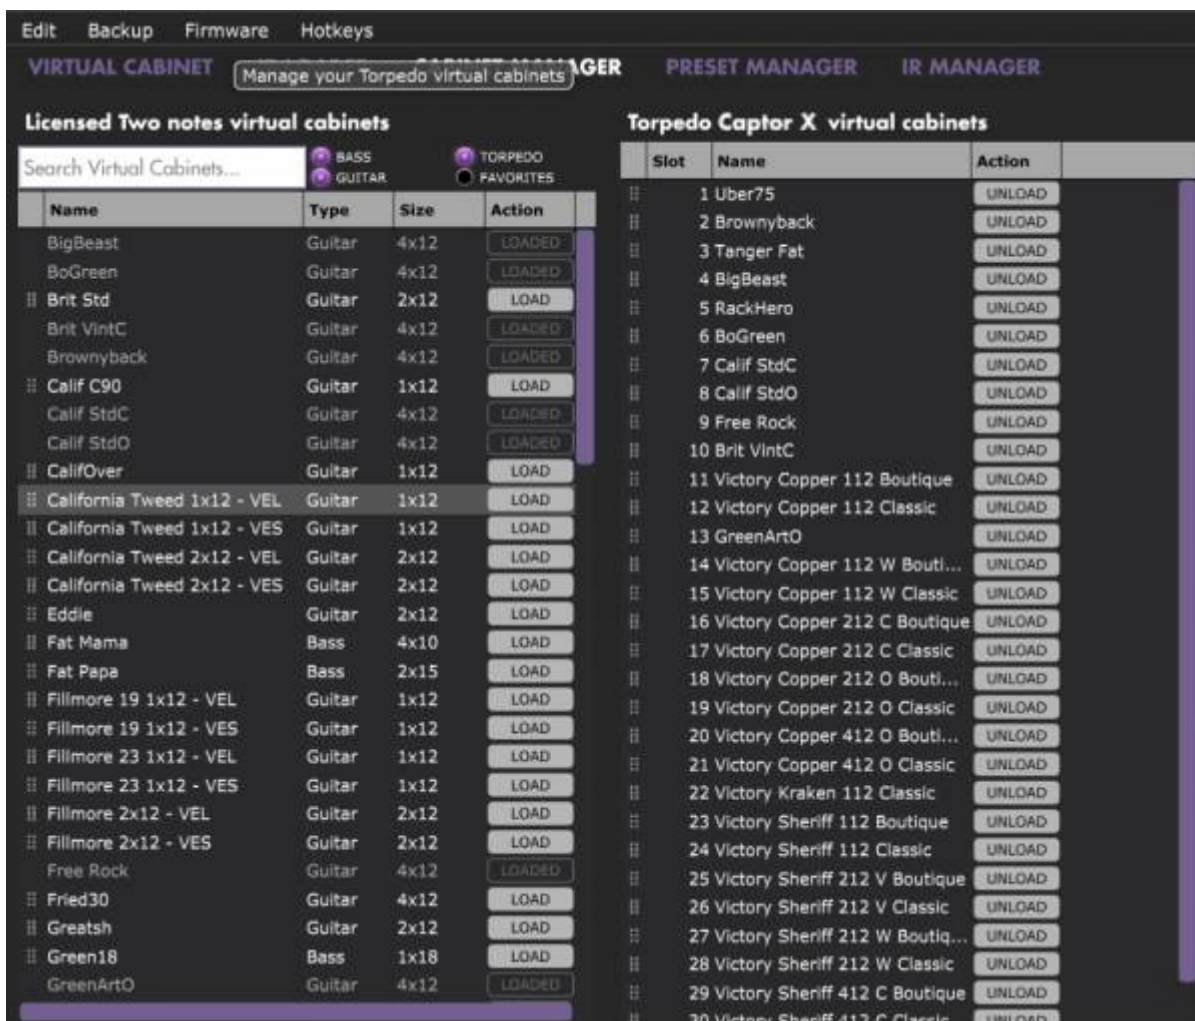 Edit Backup Firmware Hotkeys
VIRTUAL CABINET AGER PRESET MANAGER IR MANAGER
Manage your Torpedo virtual cabinets
Licensed Two notes virtual cabinets
Search Virtual Cabinets...
BASS TORPEDO
GUITAR FAVORITES
Name Type Size Action
BigBeast Guitar 4x12 LOADED
BoGreen Guitar 4x12 LOADED
Brit Std Guitar 2x12 LOAD
Brit VintC Guitar 4x12 LOADED
Brownyback Guitar 4x12 LOADED
Calif C90 Guitar 1x12 LOAD
Calif StdC Guitar 4x12 LOADED
Calif StdO Guitar 4x12 LOADED
CalifOver Guitar 1x12 LOAD
California Tweed 1x12 - VEL Guitar 1x12 LOAD
California Tweed 1x12 - VES Guitar 1x12 LOAD
California Tweed 2x12 - VEL Guitar 2x12 LOAD
California Tweed 2x12 - VES Guitar 2x12 LOAD
Eddie Guitar 2x12 LOAD
Fat Mama Bass 4x10 LOAD
Fat Papa Bass 2x15 LOAD
Fillmore 19 1x12 - VEL Guitar 1x12 LOAD
Fillmore 19 1x12 - VES Guitar 1x12 LOAD
Fillmore 23 1x12 - VEL Guitar 1x12 LOAD
Fillmore 23 1x12 - VES Guitar 1x12 LOAD
Fillmore 2x12 - VEL Guitar 2x12 LOAD
Fillmore 2x12 - VES Guitar 2x12 LOAD
Free Rock Guitar 4x12 LOADED
Fried30 Guitar 4x12 LOAD
Greatsh Guitar 2x12 LOAD
Green18 Bass 1x18 LOAD
GreenArtO Guitar 4x12 LOADED
Torpedo Captor X virtual cabinets
Slot Name Action
1 Uber75 UNLOAD
2 Brownyback UNLOAD
3 Tanger Fat UNLOAD
4 BigBeast UNLOAD
5 RackHero UNLOAD
6 BoGreen UNLOAD
7 Calif StdC UNLOAD
8 Calif StdO UNLOAD
9 Free Rock UNLOAD
10 Brit VintC UNLOAD
11 Victory Copper 112 Boutique UNLOAD
12 Victory Copper 112 Classic UNLOAD
13 GreenArtO UNLOAD
14 Victory Copper 112 W Bouti... UNLOAD
15 Victory Copper 112 W Classic UNLOAD
16 Victory Copper 212 C Boutique UNLOAD
17 Victory Copper 212 C Classic UNLOAD
18 Victory Copper 212 O Bouti... UNLOAD
19 Victory Copper 212 O Classic UNLOAD
20 Victory Copper 412 O Bouti... UNLOAD
21 Victory Copper 412 O Classic UNLOAD
22 Victory Kraken 112 Classic UNLOAD
23 Victory Sheriff 112 Boutique UNLOAD
24 Victory Sheriff 112 Classic UNLOAD
25 Victory Sheriff 212 V Boutique UNLOAD
26 Victory Sheriff 212 V Classic UNLOAD
27 Victory Sheriff 212 W Boutiq... UNLOAD
28 Victory Sheriff 212 W Classic UNLOAD
29 Victory Sheriff 412 C Boutique UNLOAD
30 Victory Sheriff 412 C Classic UNLOAD